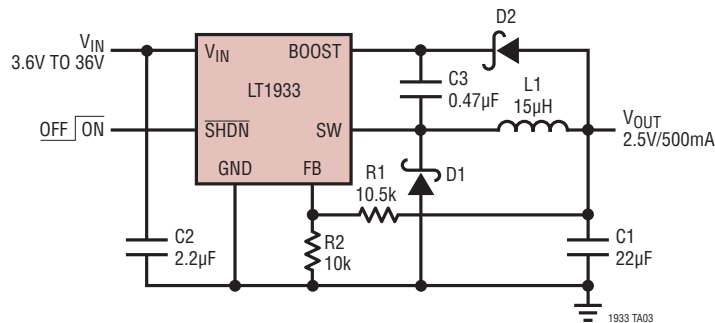 D2
VIN
3.6V TO 36V
VIN
BOOST
LT1933
C3
0.47µF
L1
15µH
VOUT
2.5V/500mA
OFF ON
SHDN
SW
GND
FB
R1
10.5k
D1
C2
2.2µF
R2
10k
C1
22µF
1933 TA03